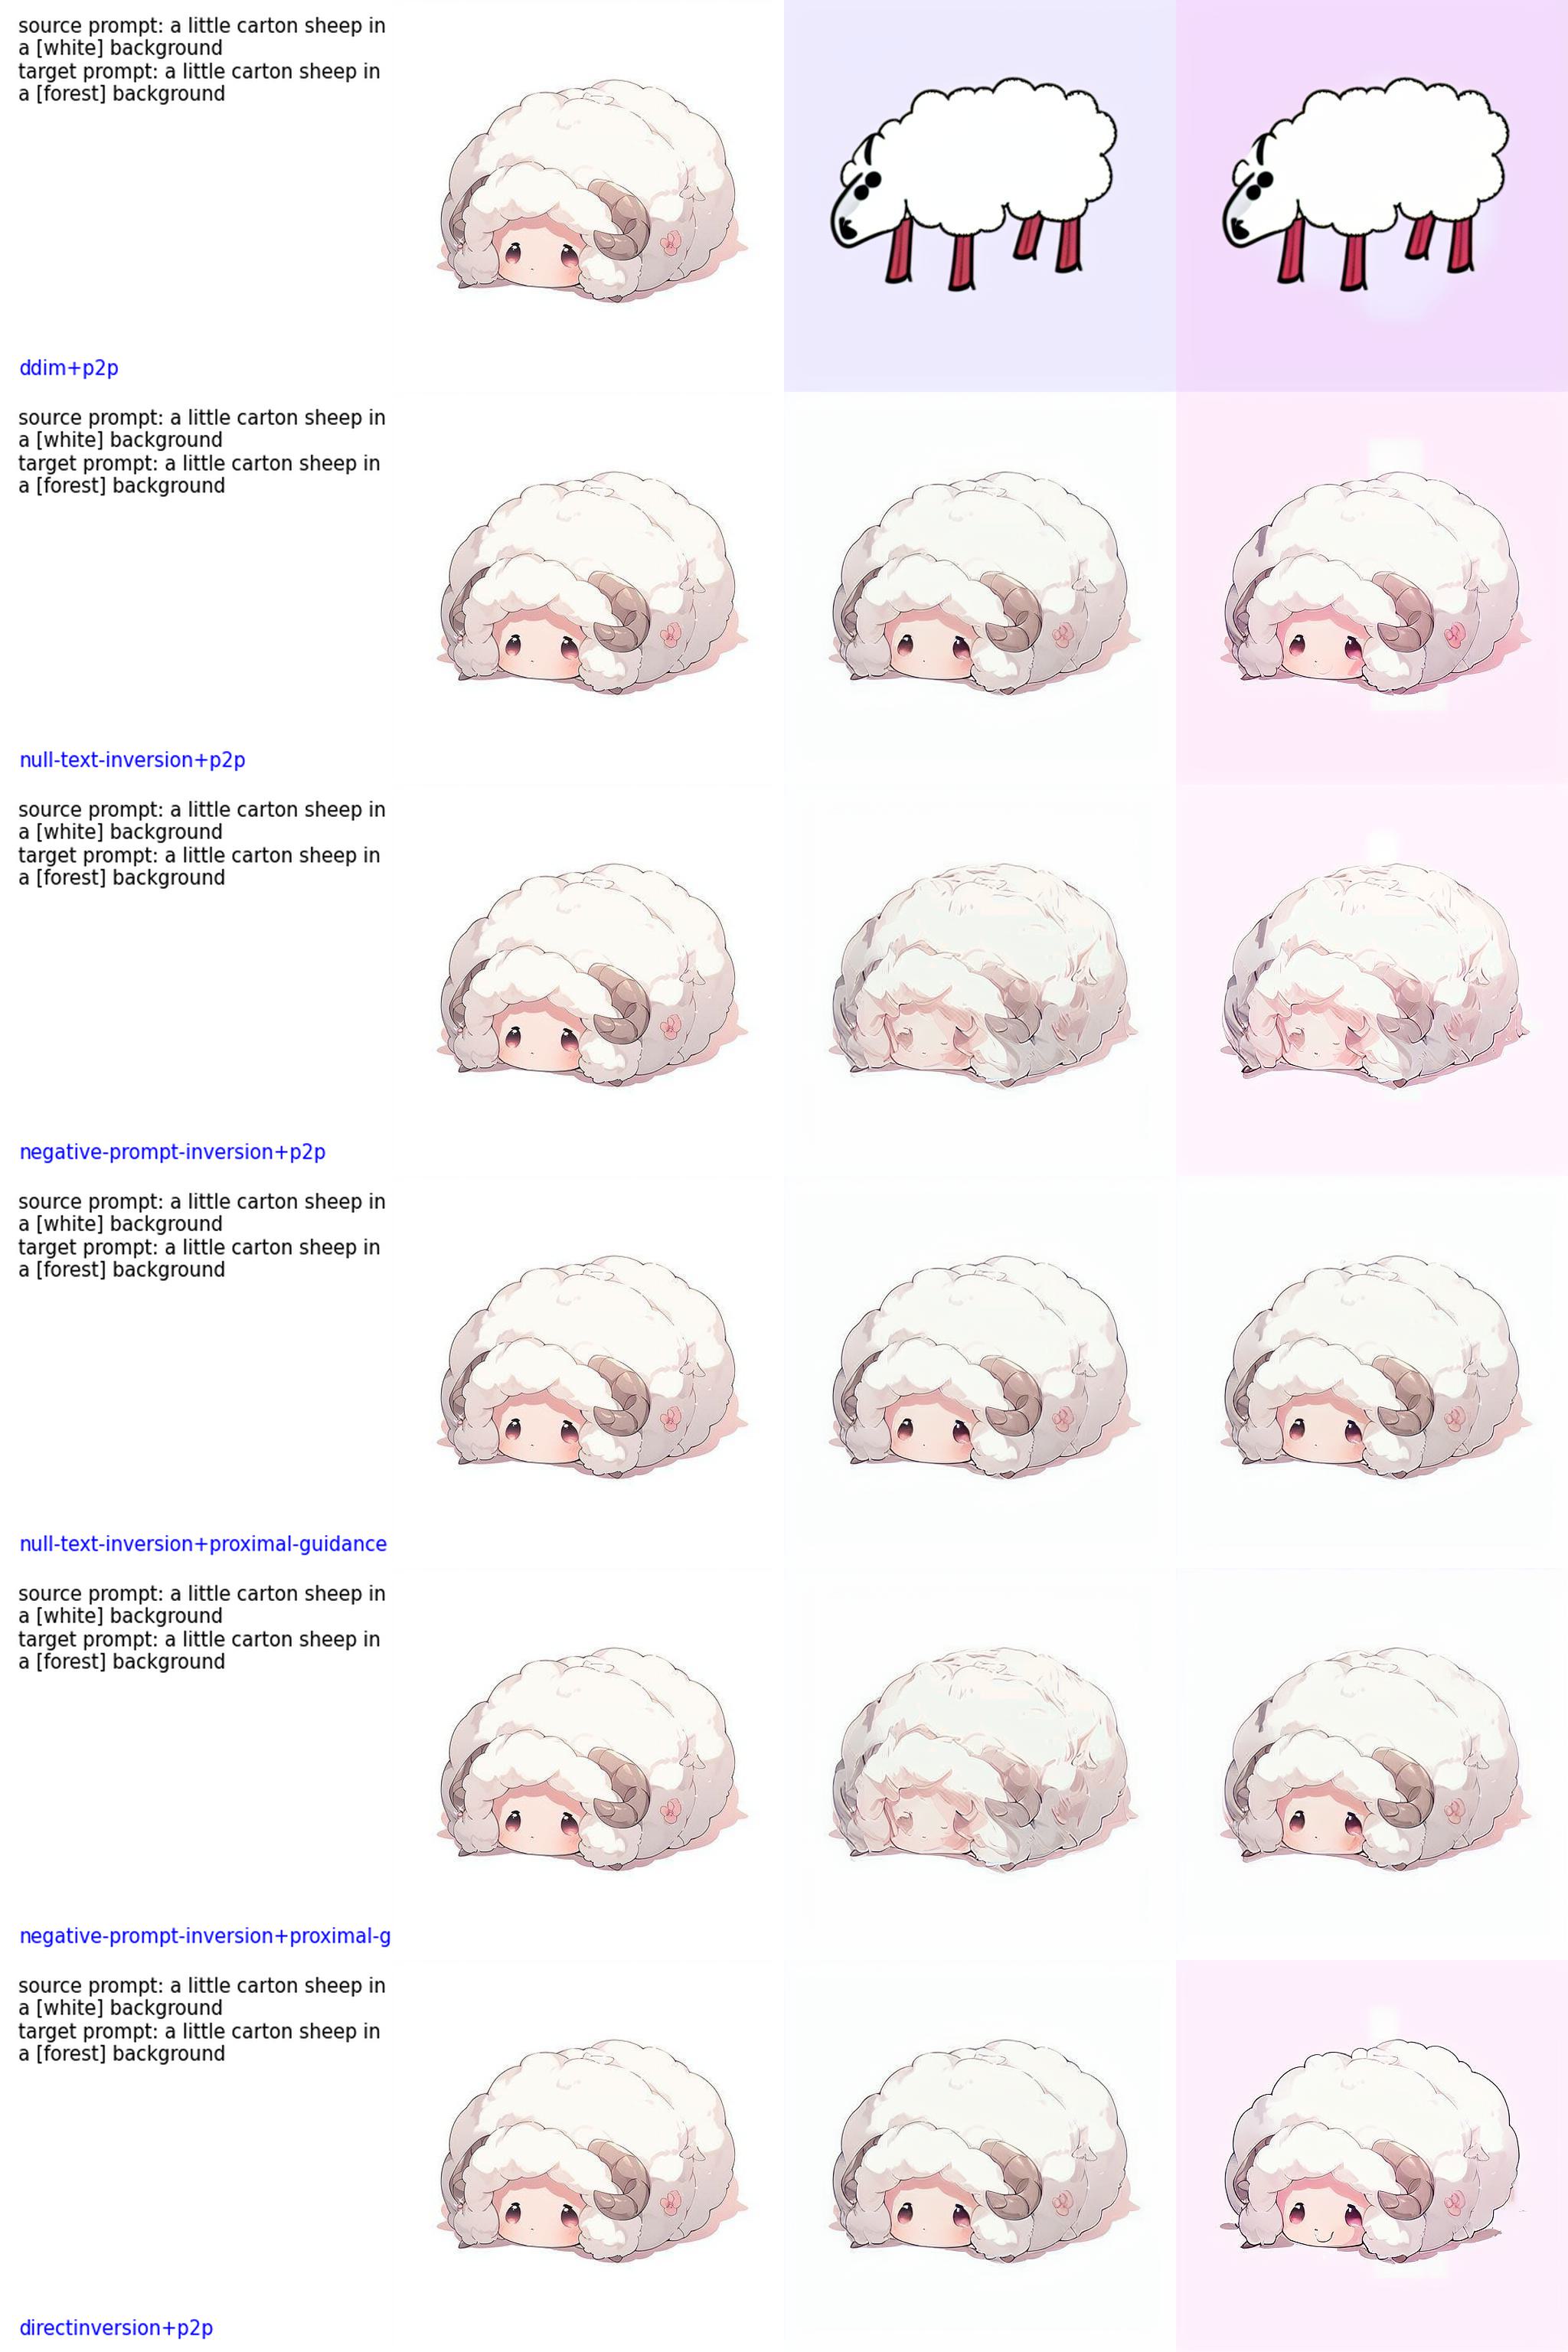 source prompt: a little carton sheep in
a [white] background
target prompt: a little carton sheep in
a [forest] background
ddim+p2p
source prompt: a little carton sheep in
a [white] background
target prompt: a little carton sheep in
a [forest] background
null-text-inversion+p2p
source prompt: a little carton sheep in
a [white] background
target prompt: a little carton sheep in
a [forest] background
negative-prompt-inversion+p2p
source prompt: a little carton sheep in
a [white] background
target prompt: a little carton sheep in
a [forest] background
null-text-inversion+proximal-guidance
source prompt: a little carton sheep in
a [white] background
target prompt: a little carton sheep in
a [forest] background
negative-prompt-inversion+proximal-g
source prompt: a little carton sheep in
a [white] background
target prompt: a little carton sheep in
a [forest] background
directinversion+p2p